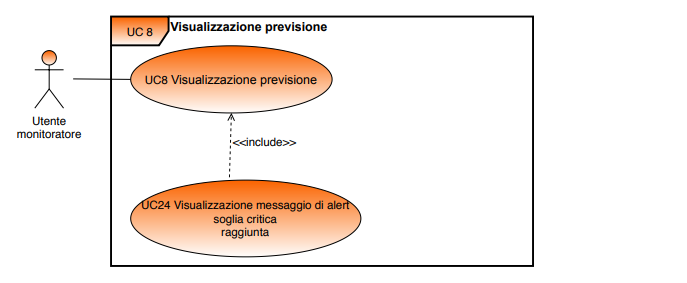 UC 8
Visualizzazione previsione
UC8 Visualizzazione previsione
Utente
monitoratore
<<include>>
UC24 Visualizzazione messaggio di alert
soglia critica
raggiunta